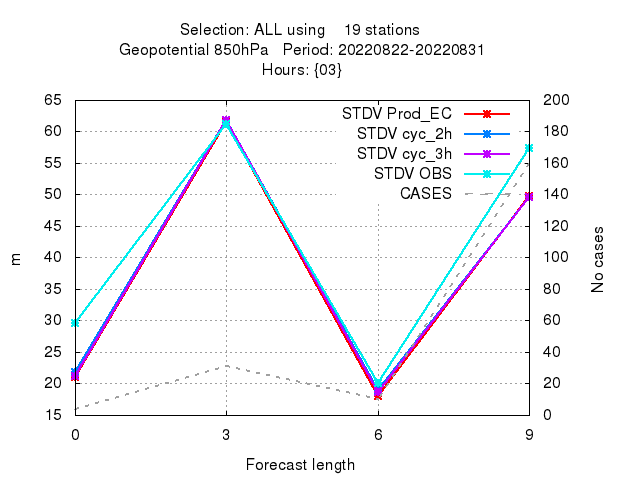 Selection: ALL using    19 stations
Geopotential 850hPa   Period: 20220822-20220831
Hours: {03}
65
60
55
50
45
40
35
30
25
20
15
m
STDV Prod_EC
STDV cyc_2h
STDV cyc_3h
STDV OBS
CASES
200
180
160
140
120
100
80
60
40
20
0
No cases
0 3 6 9
Forecast length